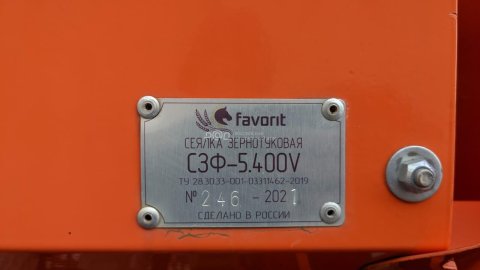 favorit
СЕЯЛКА ЗЕРНОТУКОВАЯ
СЗФ-5.400V
ТУ 28.30.33-001-03311462-2019
№ 246 - 2021
СДЕЛАНО В РОССИИ